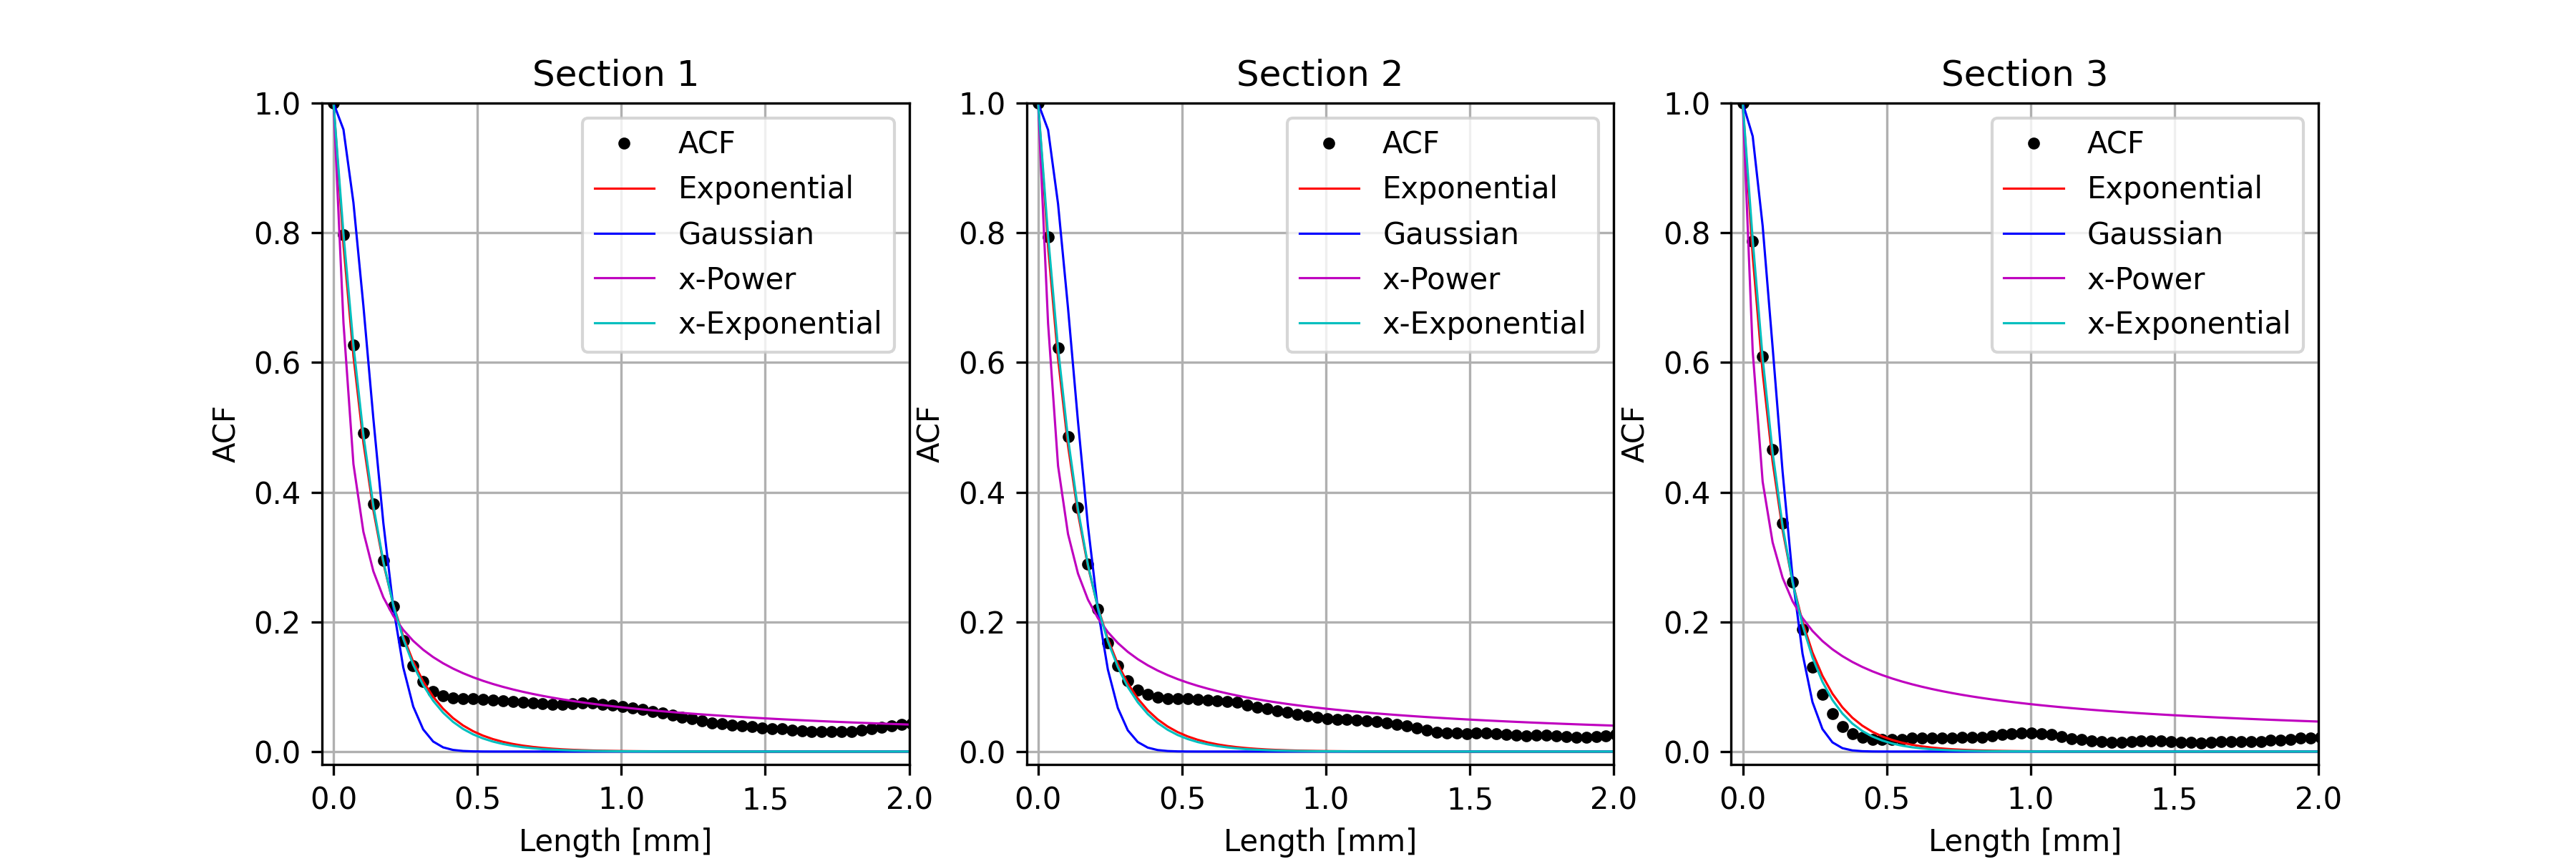 Section 1
1.0
0.8
0.6
0.4
0.2
0.0
ACF
ACF
Exponential
Gaussian
x-Power
x-Exponential
0.0 0.5 1.0 1.5 2.0
Length [mm]
Section 2
1.0
0.8
0.6
0.4
0.2
0.0
ACF
ACF
Exponential
Gaussian
x-Power
x-Exponential
0.0 0.5 1.0 1.5 2.0
Length [mm]
Section 3
1.0
0.8
0.6
0.4
0.2
0.0
ACF
ACF
Exponential
Gaussian
x-Power
x-Exponential
0.0 0.5 1.0 1.5 2.0
Length [mm]